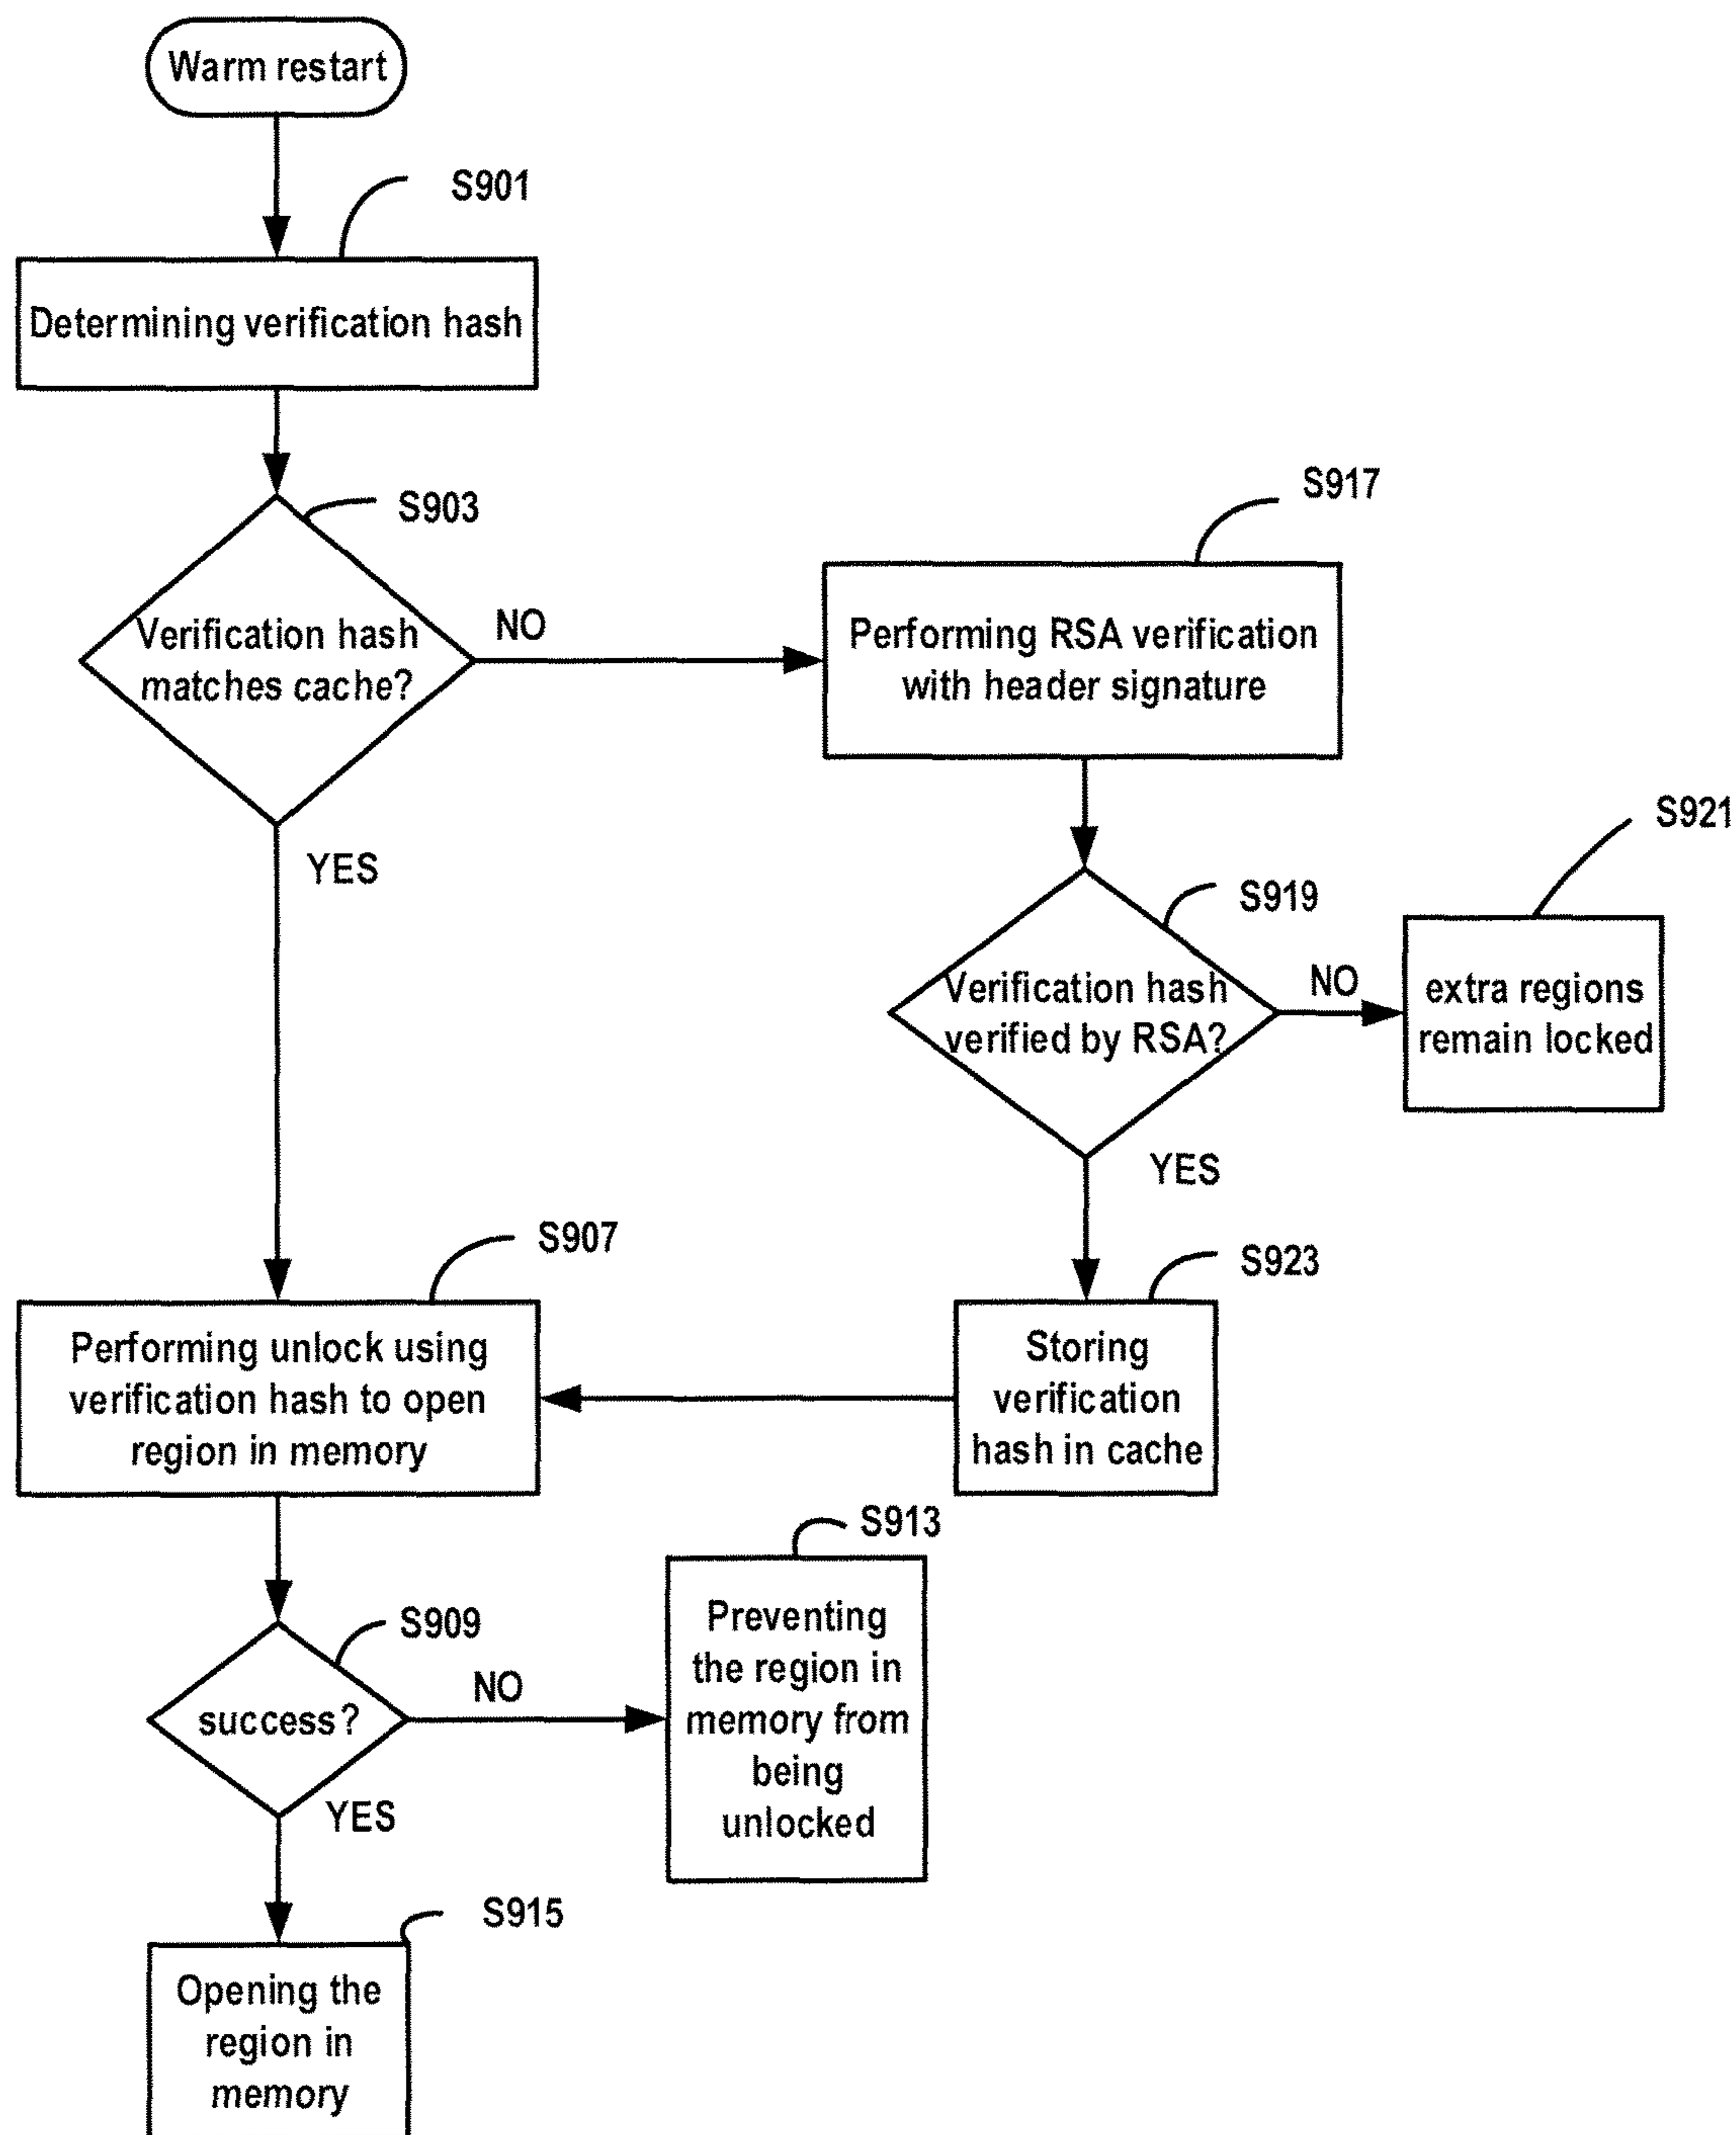 Warm restart
S901
Determining verification hash
S903
Verification hash
matches cache?
NO
YES
S917
Performing RSA verification
with header signature
S919
Verification hash
verified by RSA?
NO
S921
extra regions
remain locked
YES
S923
Storing
verification
hash in cache
S907
Performing unlock using
verification hash to open
region in memory
S909
success?
NO
S913
Preventing
the region in
memory from
being
unlocked
YES
S915
Opening the
region in
memory